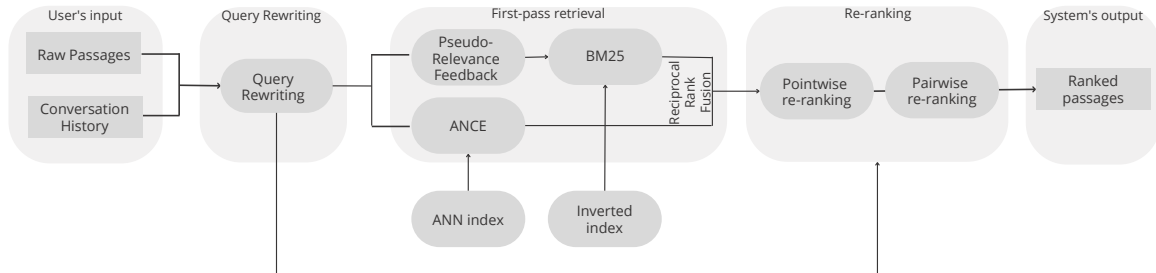 User's input
Raw Passages
Conversation
History
Query Rewriting
Query
Rewriting
First-pass retrieval
Pseudo-
Relevance
Feedback
BM25
ANCE
Reciprocal
Rank
Fusion
ANN index
Inverted
index
Re-ranking
Pointwise
re-ranking
Pairwise
re-ranking
System's output
Ranked
passages